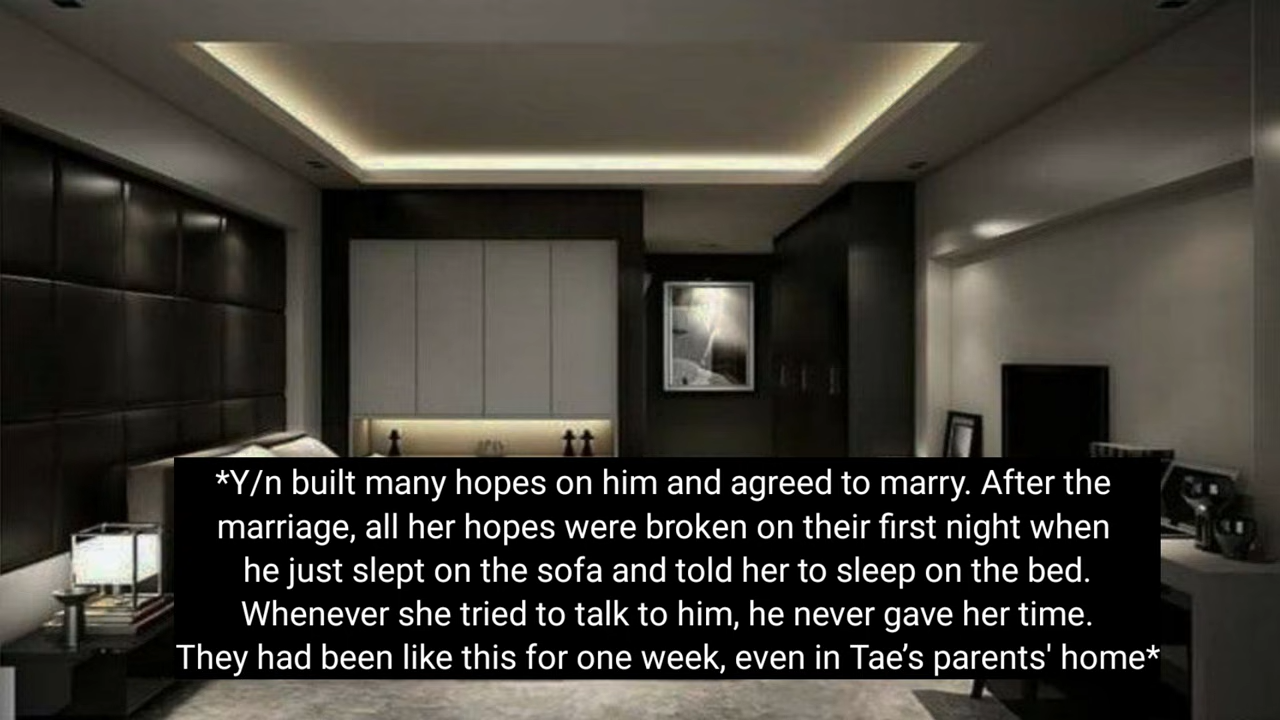 *Y/n built many hopes on him and agreed to marry. After the
marriage, all her hopes were broken on their first night when
he just slept on the sofa and told her to sleep on the bed.
Whenever she tried to talk to him, he never gave her time.
They had been like this for one week, even in Tae’s parents' home*